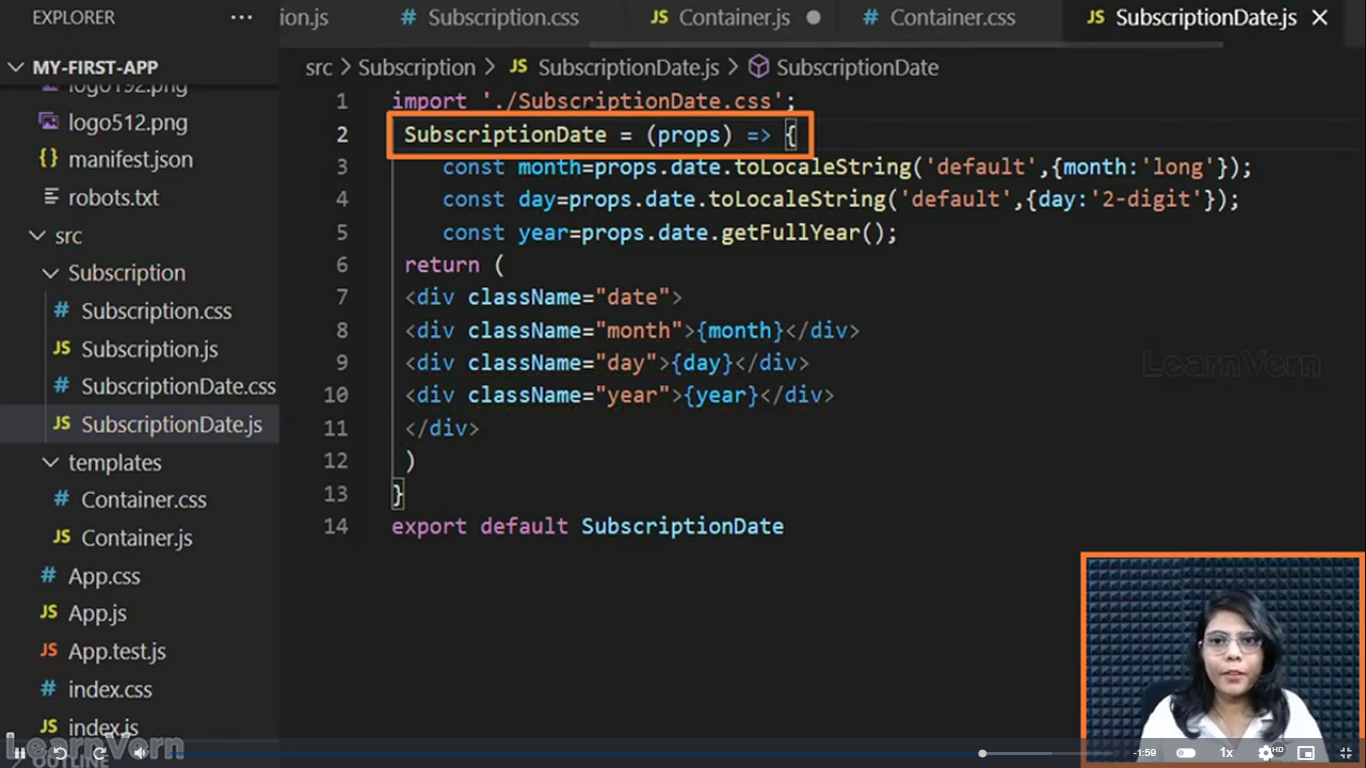 EXPLORER ···
ion.js # Subscription.css JS Container.js ● # Container.css JS SubscriptionDate.js ×
MY-FIRST-APP
src > Subscription > JS SubscriptionDate.js > SubscriptionDate
logo192.png
logo512.png
{} manifest.json
robots.txt
src
Subscription
# Subscription.css
JS Subscription.js
# SubscriptionDate.css
JS SubscriptionDate.js
templates
# Container.css
JS Container.js
# App.css
JS App.js
JS App.test.js
# index.css
JS index.js
OUTLINE
1 import './SubscriptionDate.css';
2 SubscriptionDate = (props) => {
3 const month=props.date.toLocaleString('default',{month:'long'});
4 const day=props.date.toLocaleString('default',{day:'2-digit'});
5 const year=props.date.getFullYear();
6 return (
7 <div className="date">
8 <div className="month">{month}</div>
9 <div className="day">{day}</div>
10 <div className="year">{year}</div>
11 </div>
12 )
13 }
14 export default SubscriptionDate
LearnVern
LearnVern
-1:59 1x HD